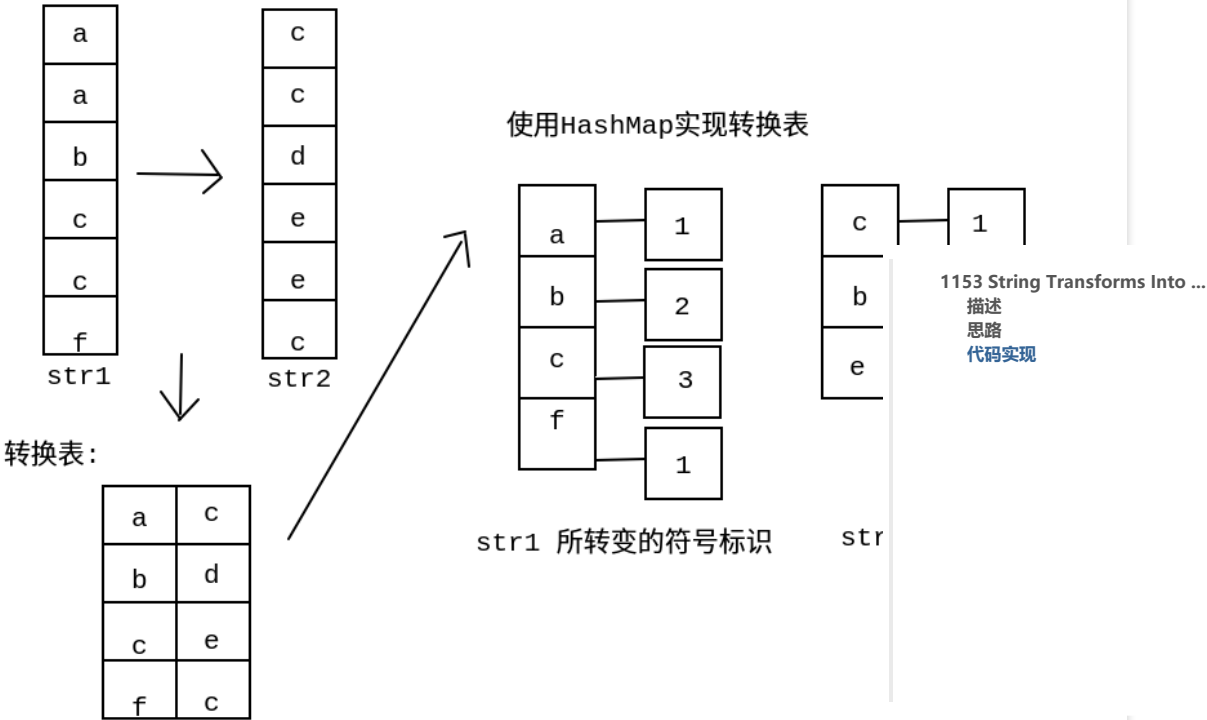 a
a
b
c
c
f
str1
c
c
d
e
e
c
str2
转换表:
a c
b d
c e
f c
使用HashMap实现转换表
a 1
b 2
c 3
f 1
str1 所转变的符号标识
c 1
b
e
str
1153 String Transforms Into ...
描述
思路
代码实现